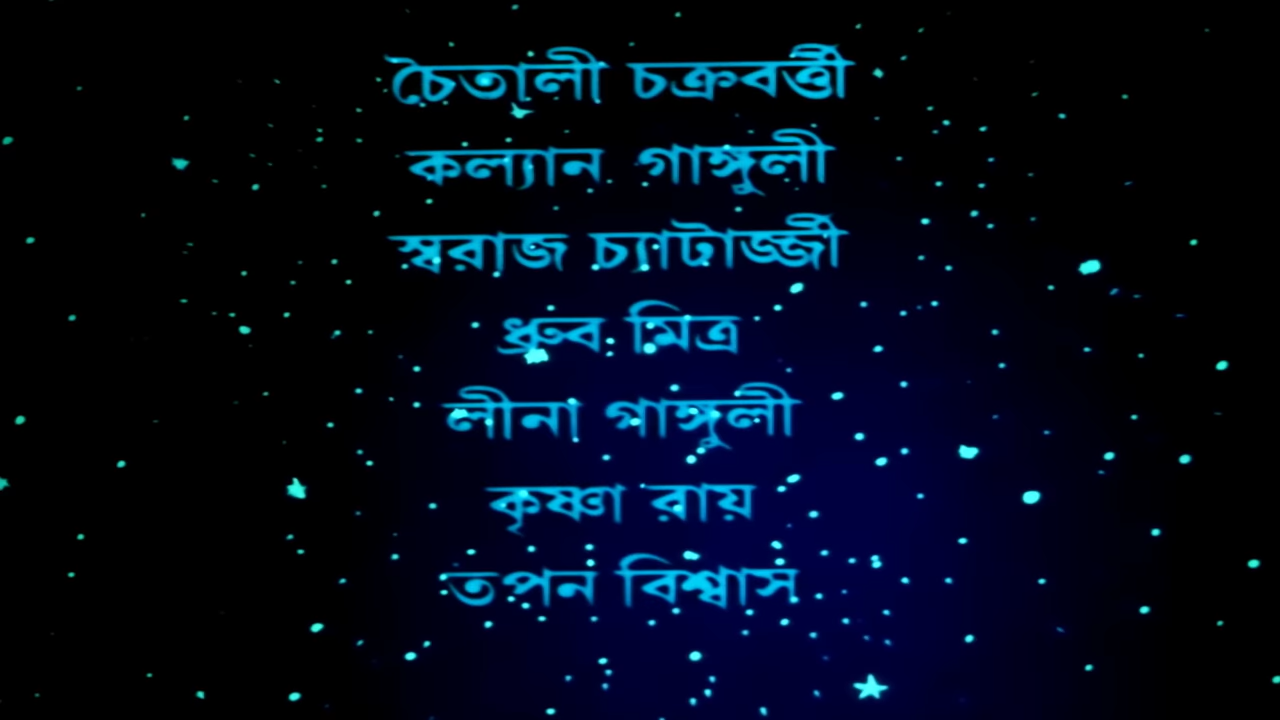 চৈতালী চক্রবর্ত্তী
কল্যান গাঙ্গুলী
স্বরাজ চ্যাটার্জ্জী
ধ্রুব মিত্র
লীনা গাঙ্গুলী
কৃষ্ণা রায়
তপন বিশ্বাস